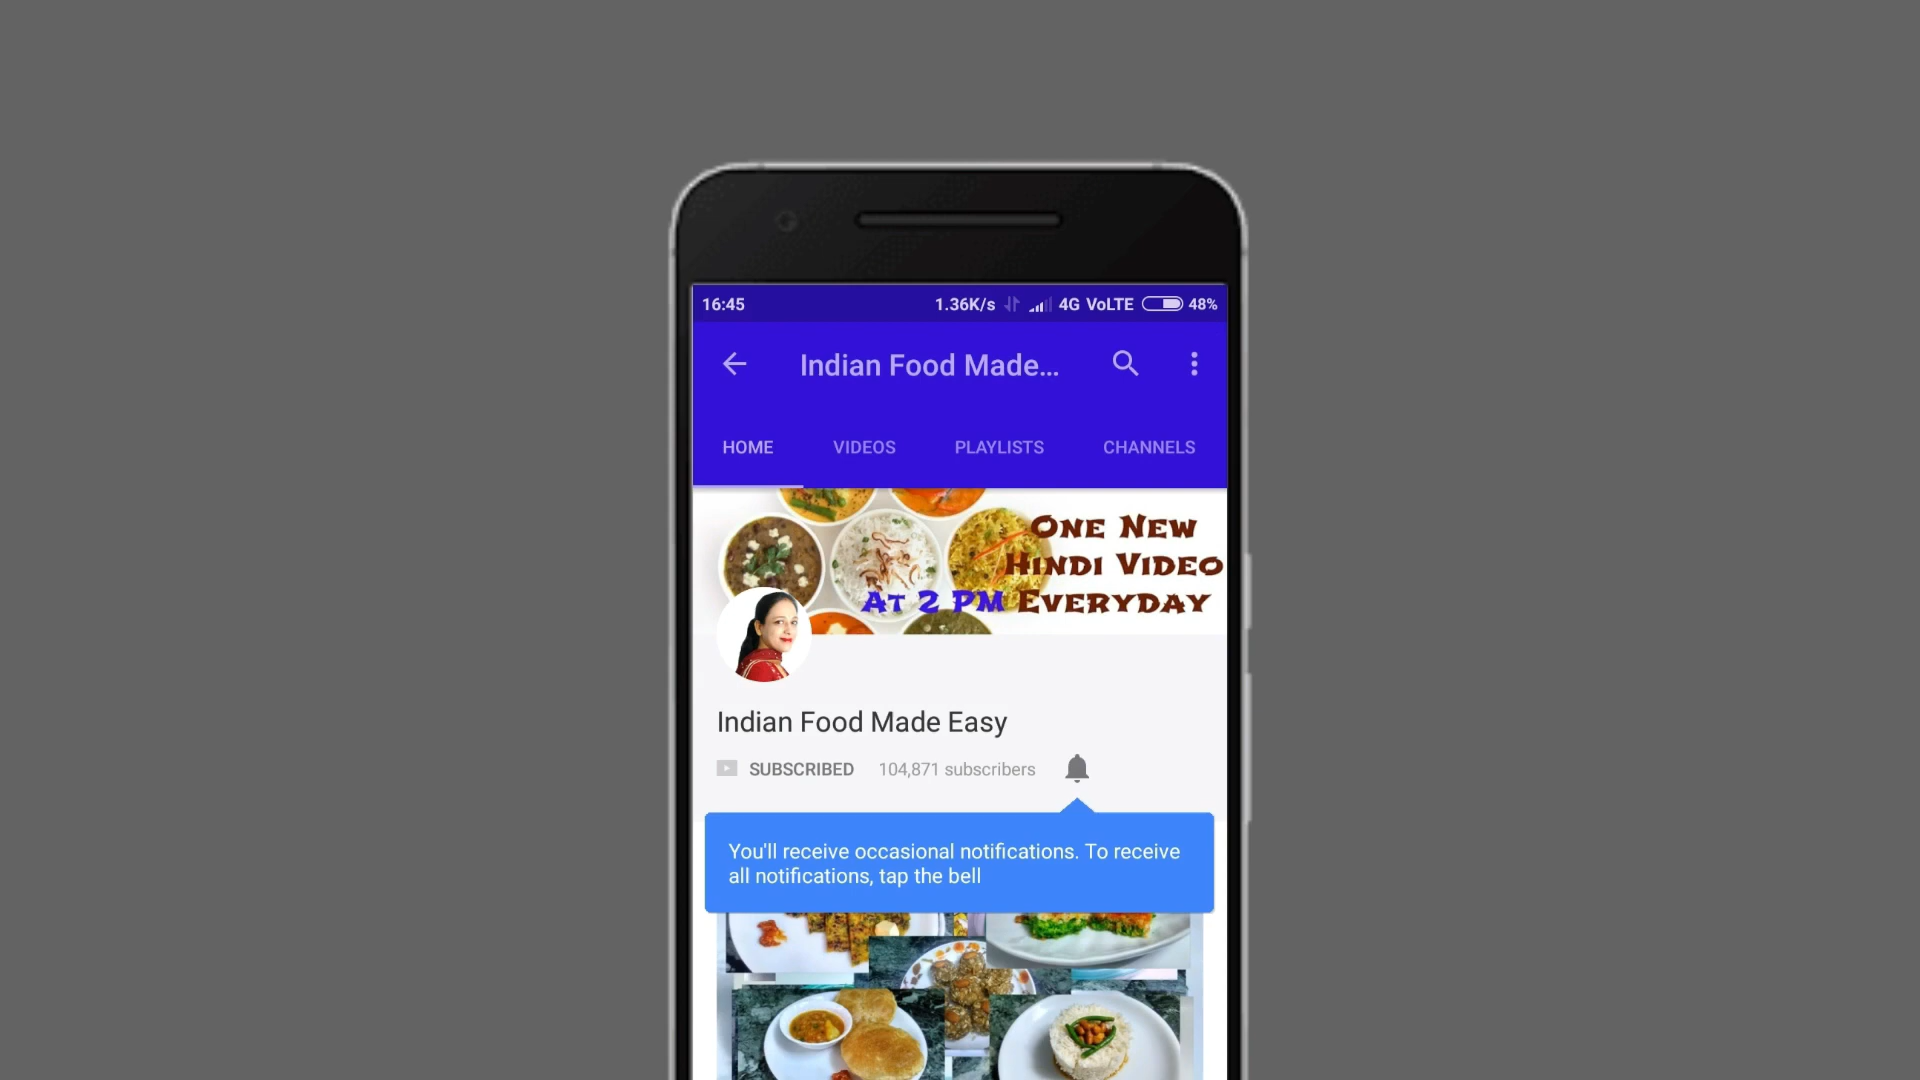 16:45 1.36K/s 4G VoLTE 48%
Indian Food Made...
HOME VIDEOS PLAYLISTS CHANNELS
One New
Hindi Video
At 2 PM Everyday
Indian Food Made Easy
SUBSCRIBED 104,871 subscribers
You'll receive occasional notifications. To receive
all notifications, tap the bell